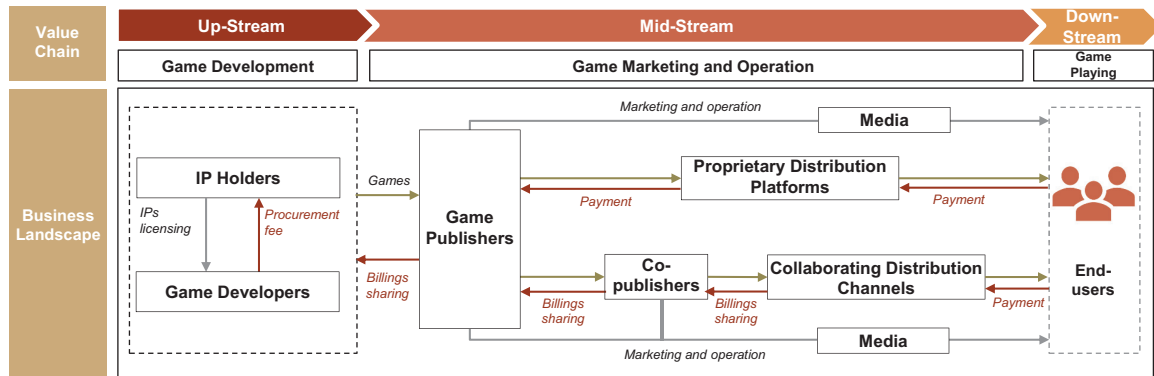 Value
Chain
Up-Stream
Mid-Stream
Down-
Stream
Game Development
Game Marketing and Operation
Game
Playing
Business
Landscape
IP Holders
IPs
licensing
Procurement
fee
Game Developers
Games
Billings
sharing
Game
Publishers
Marketing and operation
Media
Proprietary Distribution
Platforms
Payment
Payment
Co-
publishers
Billings
sharing
Billings
sharing
Collaborating Distribution
Channels
Payment
Marketing and operation
Media
End-
users